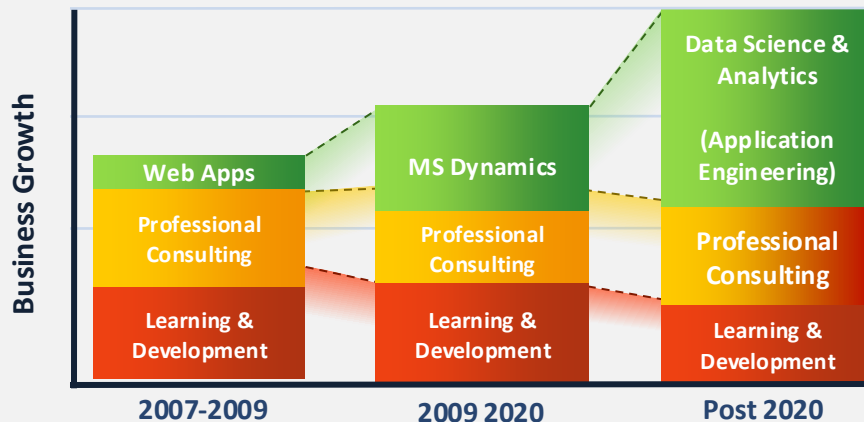 Business Growth
Web Apps
Professional
Consulting
Learning &
Development
2007-2009
MS Dynamics
Professional
Consulting
Learning &
Development
2009 2020
Data Science &
Analytics
(Application
Engineering)
Professional
Consulting
Learning &
Development
Post 2020